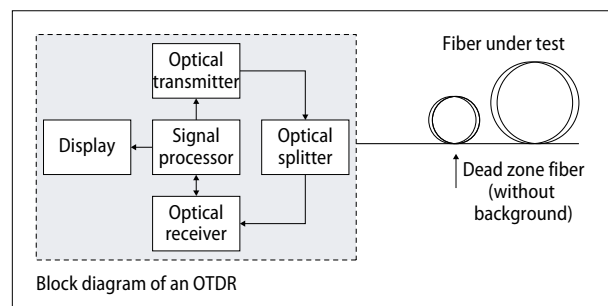 Optical
transmitter
Display
Signal
processor
Optical
splitter
Optical
receiver
Fiber under test
Dead zone fiber
(without
background)
Block diagram of an OTDR